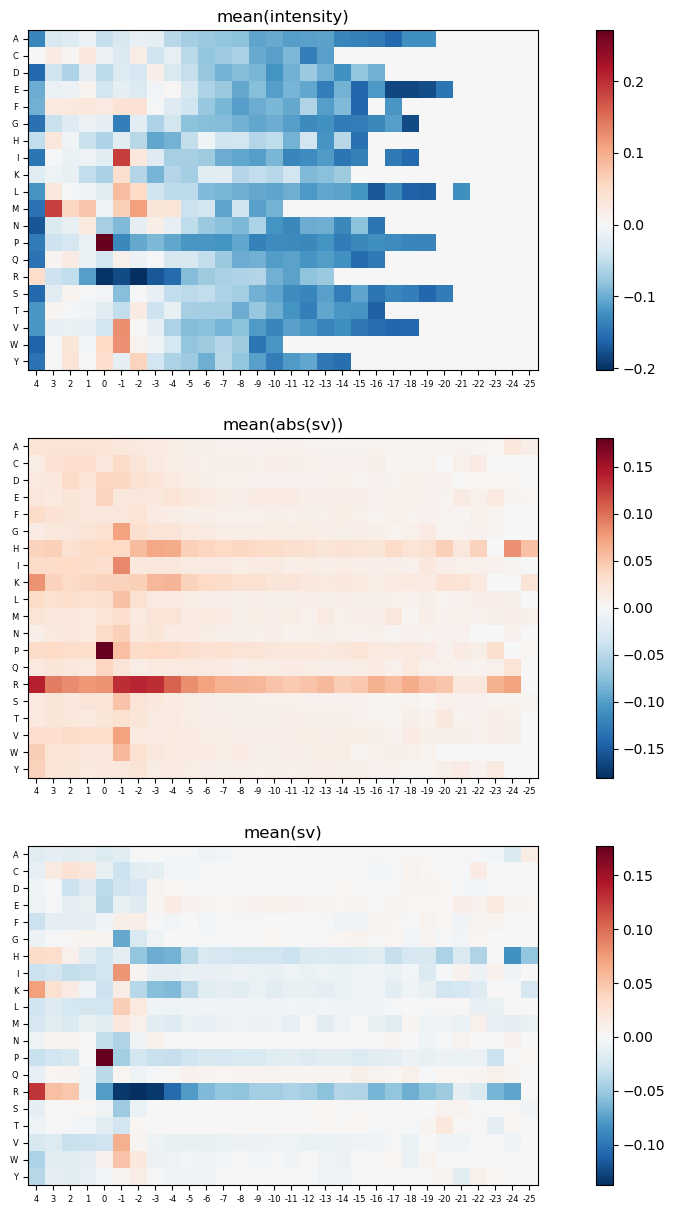 mean(intensity)
A
C
D
E
F
G
H
I
K
L
M
N
P
Q
R
S
T
V
W
Y
4 3 2 1 0 -1 -2 -3 -4 -5 -6 -7 -8 -9 -10 -11 -12 -13 -14 -15 -16 -17 -18 -19 -20 -21 -22 -23 -24 -25
0.2
0.1
0.0
−0.1
−0.2
mean(abs(sv))
A
C
D
E
F
G
H
I
K
L
M
N
P
Q
R
S
T
V
W
Y
4 3 2 1 0 -1 -2 -3 -4 -5 -6 -7 -8 -9 -10 -11 -12 -13 -14 -15 -16 -17 -18 -19 -20 -21 -22 -23 -24 -25
0.15
0.10
0.05
0.00
−0.05
−0.10
−0.15
mean(sv)
A
C
D
E
F
G
H
I
K
L
M
N
P
Q
R
S
T
V
W
Y
4 3 2 1 0 -1 -2 -3 -4 -5 -6 -7 -8 -9 -10 -11 -12 -13 -14 -15 -16 -17 -18 -19 -20 -21 -22 -23 -24 -25
0.15
0.10
0.05
0.00
−0.05
−0.10